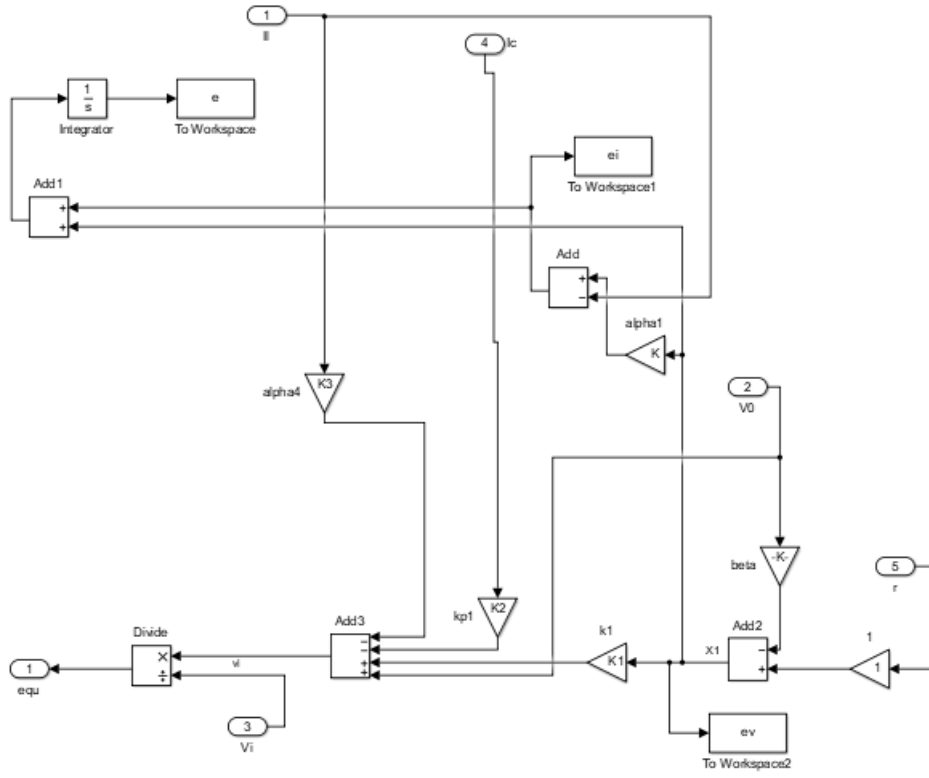 1
Il
4
Ic
1
s
Integrator
e
To Workspace
ei
To Workspace1
Add1
+
+
Add
+
−
alpha1
K
K3
alpha4
2
V0
-K-
beta
5
r
Add3
−
−
+
+
kp1
K2
k1
K1
Add2
−
+
X1
1
1
Divide
×
÷
vi
1
equ
3
Vi
ev
To Workspace2